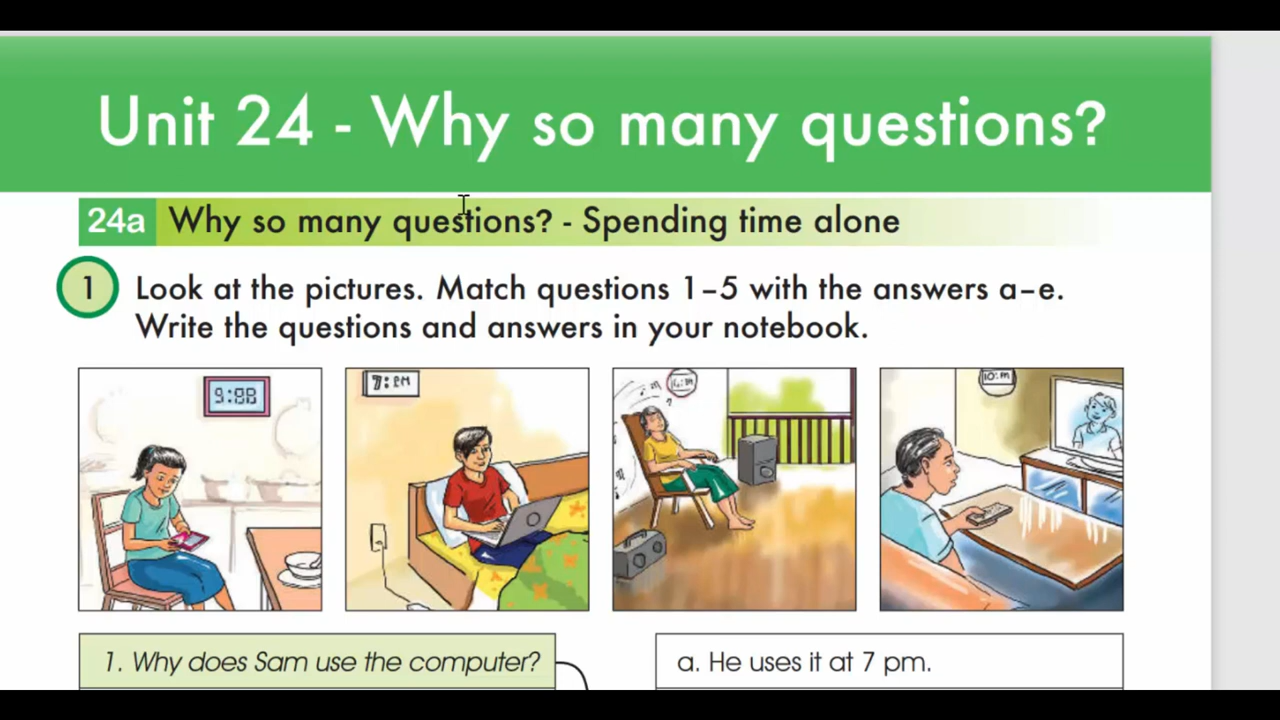 Unit 24 - Why so many questions?
24a Why so many questions? - Spending time alone
1 Look at the pictures. Match questions 1–5 with the answers a–e.
Write the questions and answers in your notebook.
7:
10:
1. Why does Sam use the computer?
a. He uses it at 7 pm.